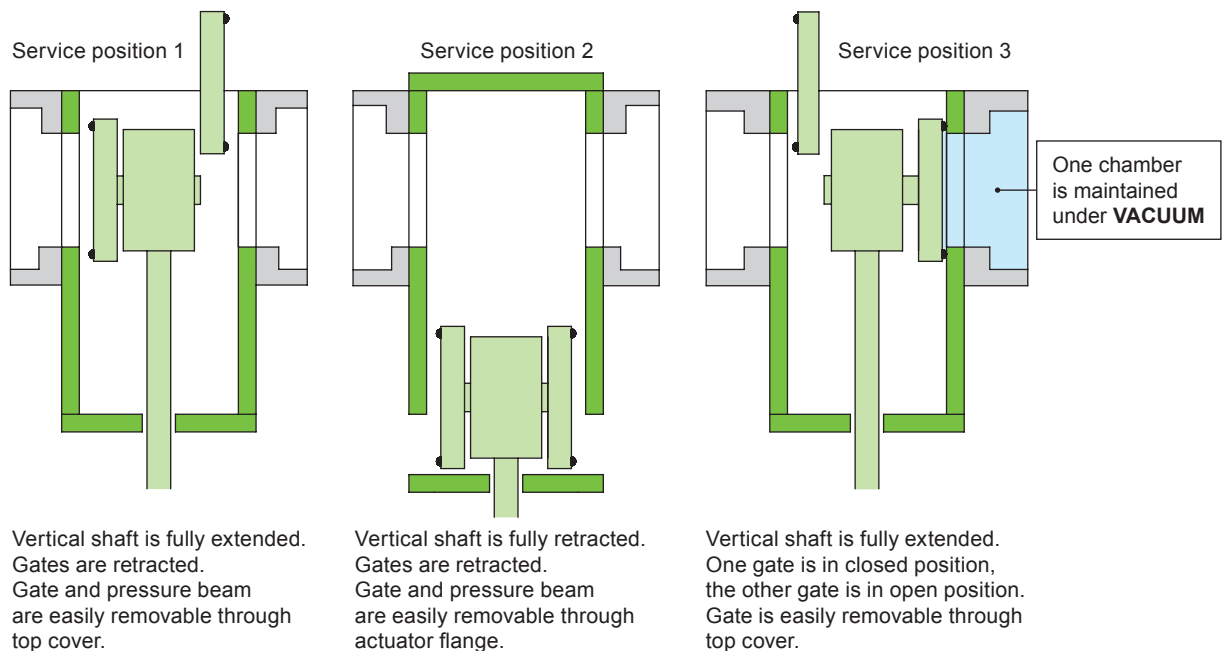 Service position 1
Service position 2
Service position 3
One chamber
is maintained
under VACUUM
Vertical shaft is fully extended.
Gates are retracted.
Gate and pressure beam
are easily removable through
top cover.
Vertical shaft is fully retracted.
Gates are retracted.
Gate and pressure beam
are easily removable through
actuator flange.
Vertical shaft is fully extended.
One gate is in closed position,
the other gate is in open position.
Gate is easily removable through
top cover.